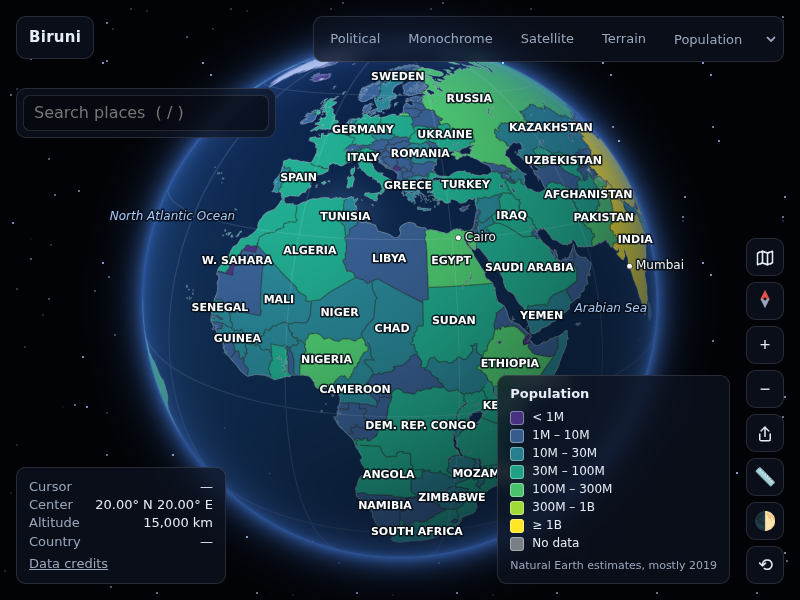 Biruni
Political Monochrome Satellite Terrain Population
Search places ( / )
SWEDEN
RUSSIA
GERMANY
UKRAINE
KAZAKHSTAN
ITALY
ROMANIA
UZBEKISTAN
SPAIN
GREECE
TURKEY
AFGHANISTAN
North Atlantic Ocean
TUNISIA
IRAQ
PAKISTAN
ALGERIA
LIBYA
EGYPT
Cairo
INDIA
W. SAHARA
SAUDI ARABIA
Mumbai
SENEGAL
MALI
NIGER
CHAD
SUDAN
YEMEN
Arabian Sea
GUINEA
NIGERIA
ETHIOPIA
CAMEROON
KE
DEM. REP. CONGO
ANGOLA
MOZAM
ZIMBABWE
NAMIBIA
SOUTH AFRICA
+
−
Population
< 1M
1M – 10M
10M – 30M
30M – 100M
100M – 300M
300M – 1B
≥ 1B
No data
Natural Earth estimates, mostly 2019
Cursor —
Center 20.00° N 20.00° E
Altitude 15,000 km
Country —
Data credits